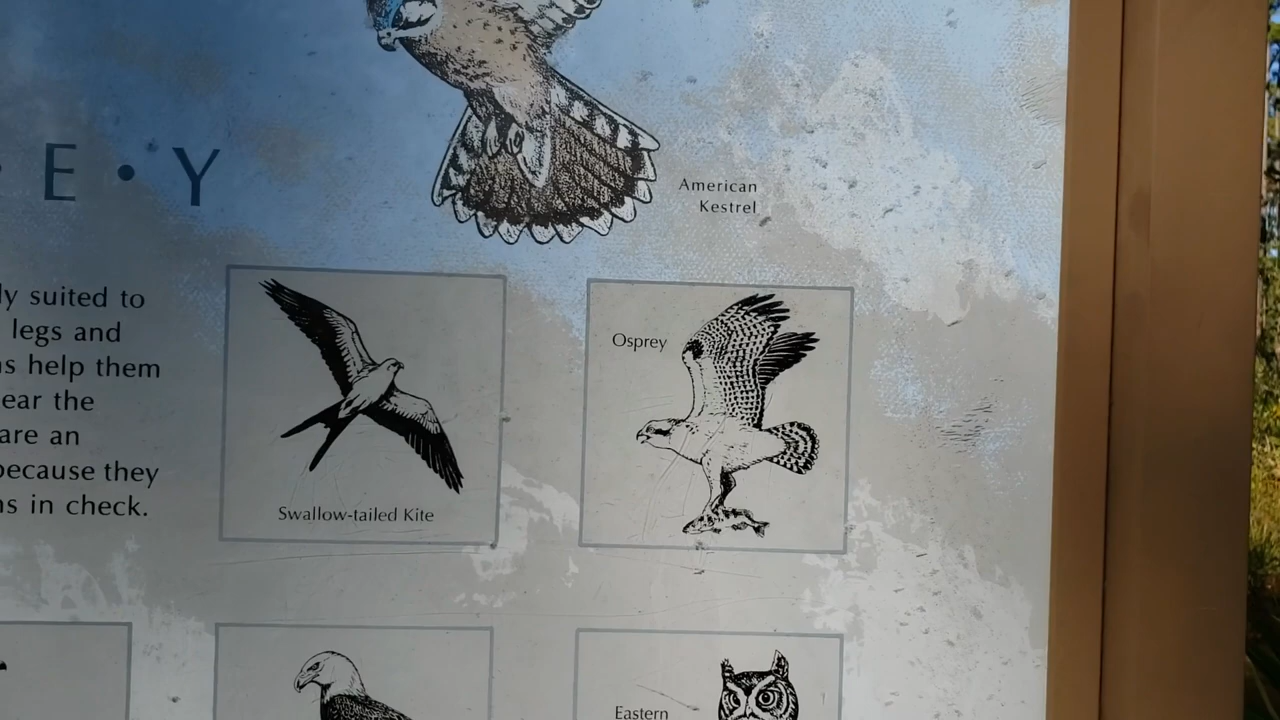 E • Y
American
Kestrel
ly suited to
legs and
s help them
ear the
are an
because they
ns in check.
Osprey
Swallow-tailed Kite
Eastern